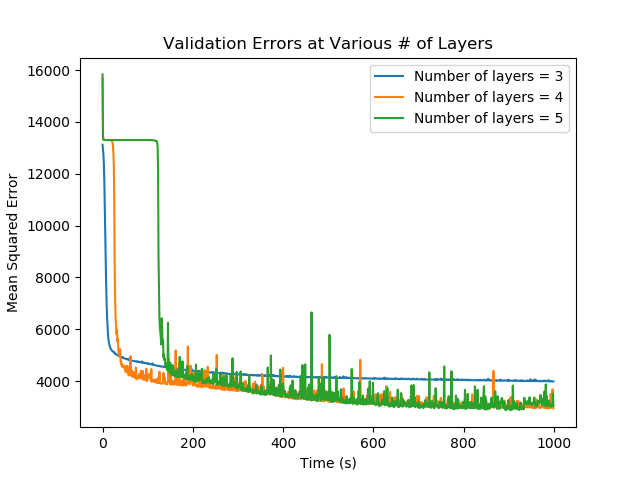 Validation Errors at Various # of Layers
Number of layers = 3
Number of layers = 4
Number of layers = 5
Mean Squared Error
16000
14000
12000
10000
8000
6000
4000
0
200
400
600
800
1000
Time (s)